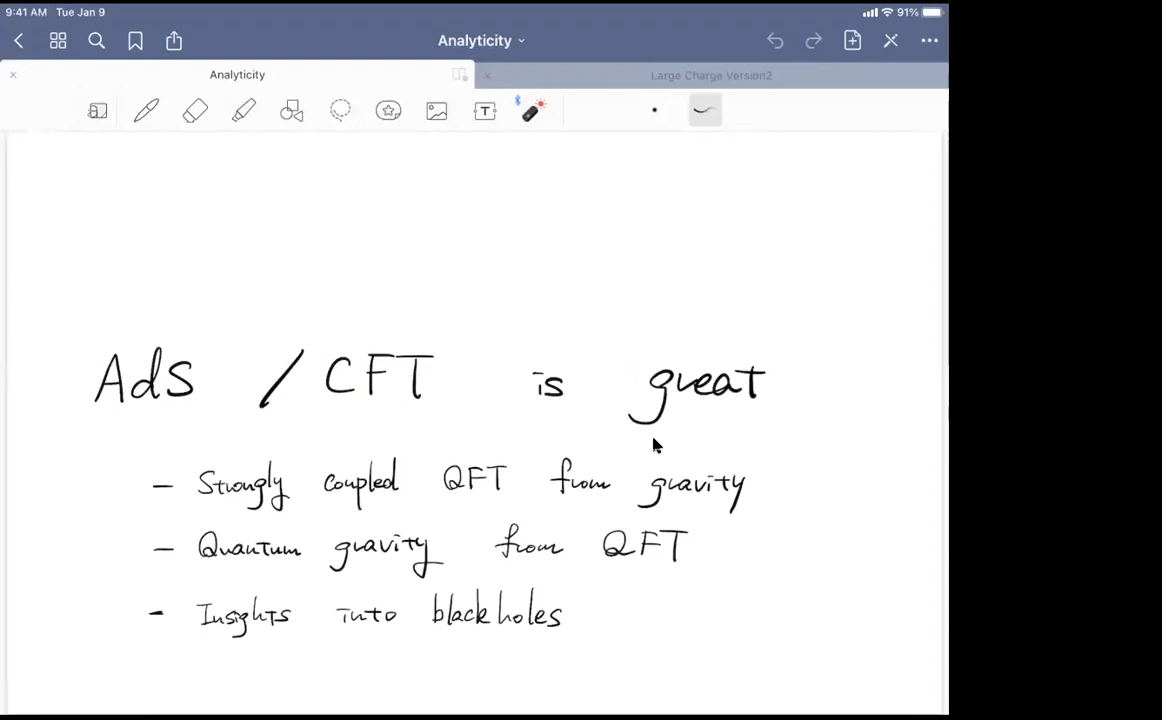 9:41 AM Tue Jan 9 91%
Analyticity
Analyticity Large Charge Version2
AdS / CFT is great
- Strongly coupled QFT from gravity
- Quantum gravity from QFT
- Insights into blackholes